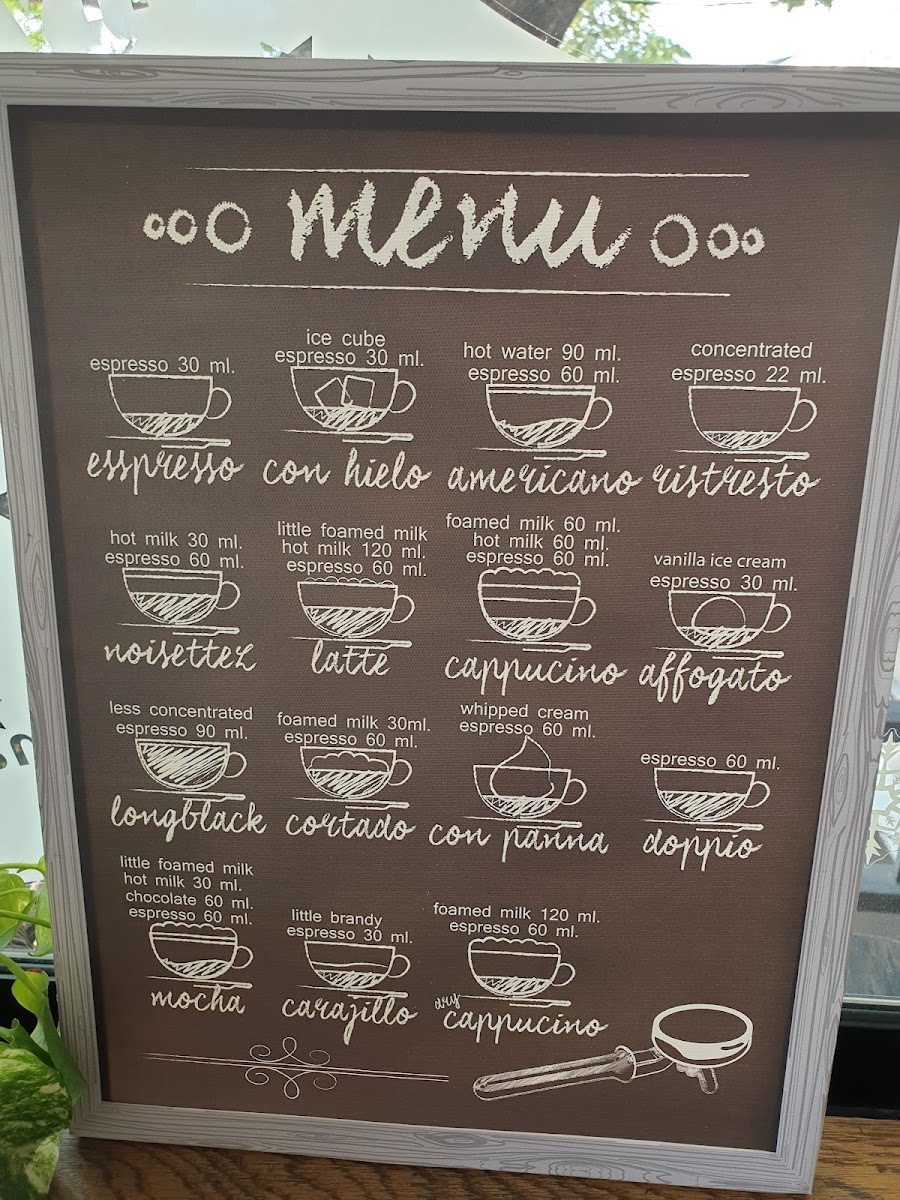 menu
espresso 30 ml.
esspresso
ice cube
espresso 30 ml.
con hielo
hot water 90 ml.
espresso 60 ml.
americano
concentrated
espresso 22 ml.
ristresto
hot milk 30 ml.
espresso 60 ml.
noisettez
little foamed milk
hot milk 120 ml.
espresso 60 ml.
latte
foamed milk 60 ml.
hot milk 60 ml.
espresso 60 ml.
cappucino
vanilla ice cream
espresso 30 ml.
affogato
less concentrated
espresso 90 ml.
longblack
foamed milk 30ml.
espresso 60 ml.
cortado
whipped cream
espresso 60 ml.
con panna
espresso 60 ml.
doppio
little foamed milk
hot milk 30 ml.
chocolate 60 ml.
espresso 60 ml.
mocha
little brandy
espresso 30 ml.
carajillo
foamed milk 120 ml.
espresso 60 ml.
cappucino